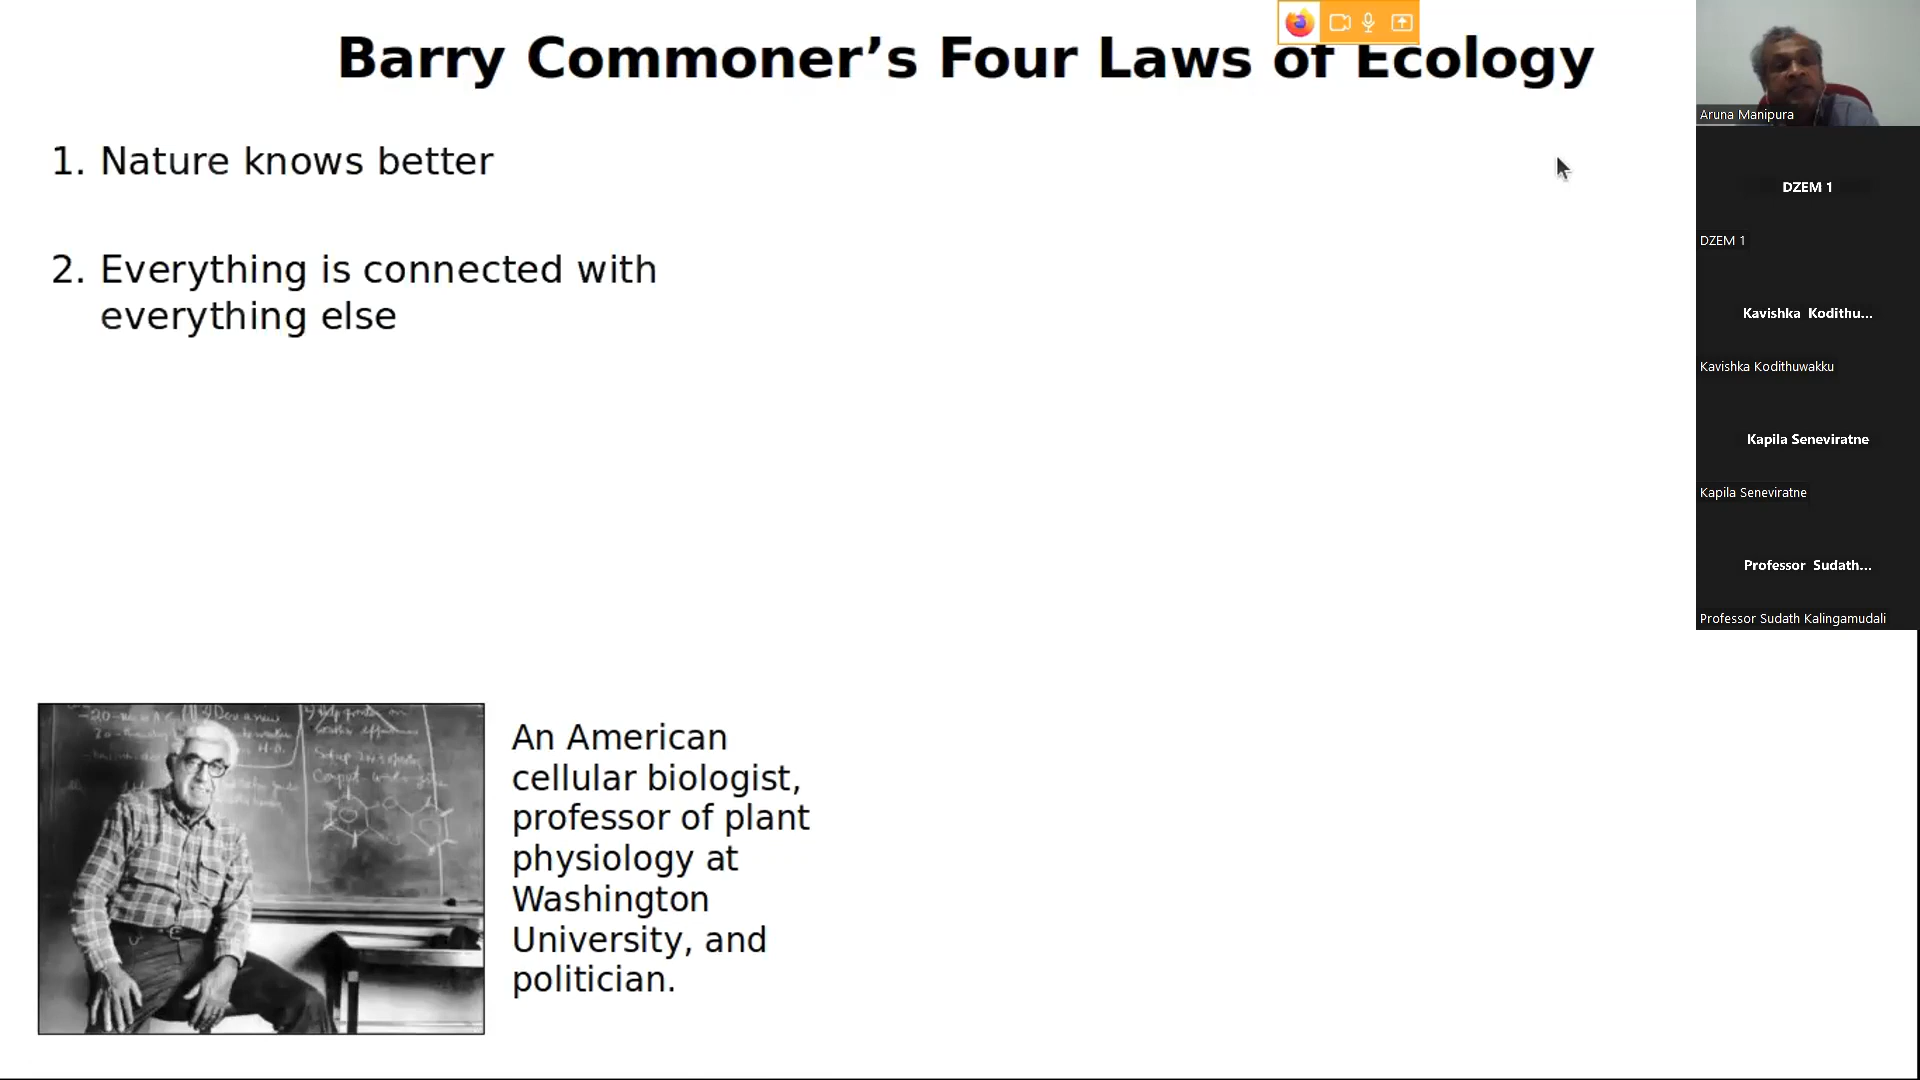 Barry Commoner’s Four Laws of Ecology
1. Nature knows better
2. Everything is connected with
everything else
An American
cellular biologist,
professor of plant
physiology at
Washington
University, and
politician.
Aruna Manipura
DZEM 1
DZEM 1
Kavishka Kodithu...
Kavishka Kodithuwakku
Kapila Seneviratne
Kapila Seneviratne
Professor Sudath...
Professor Sudath Kalingamudali